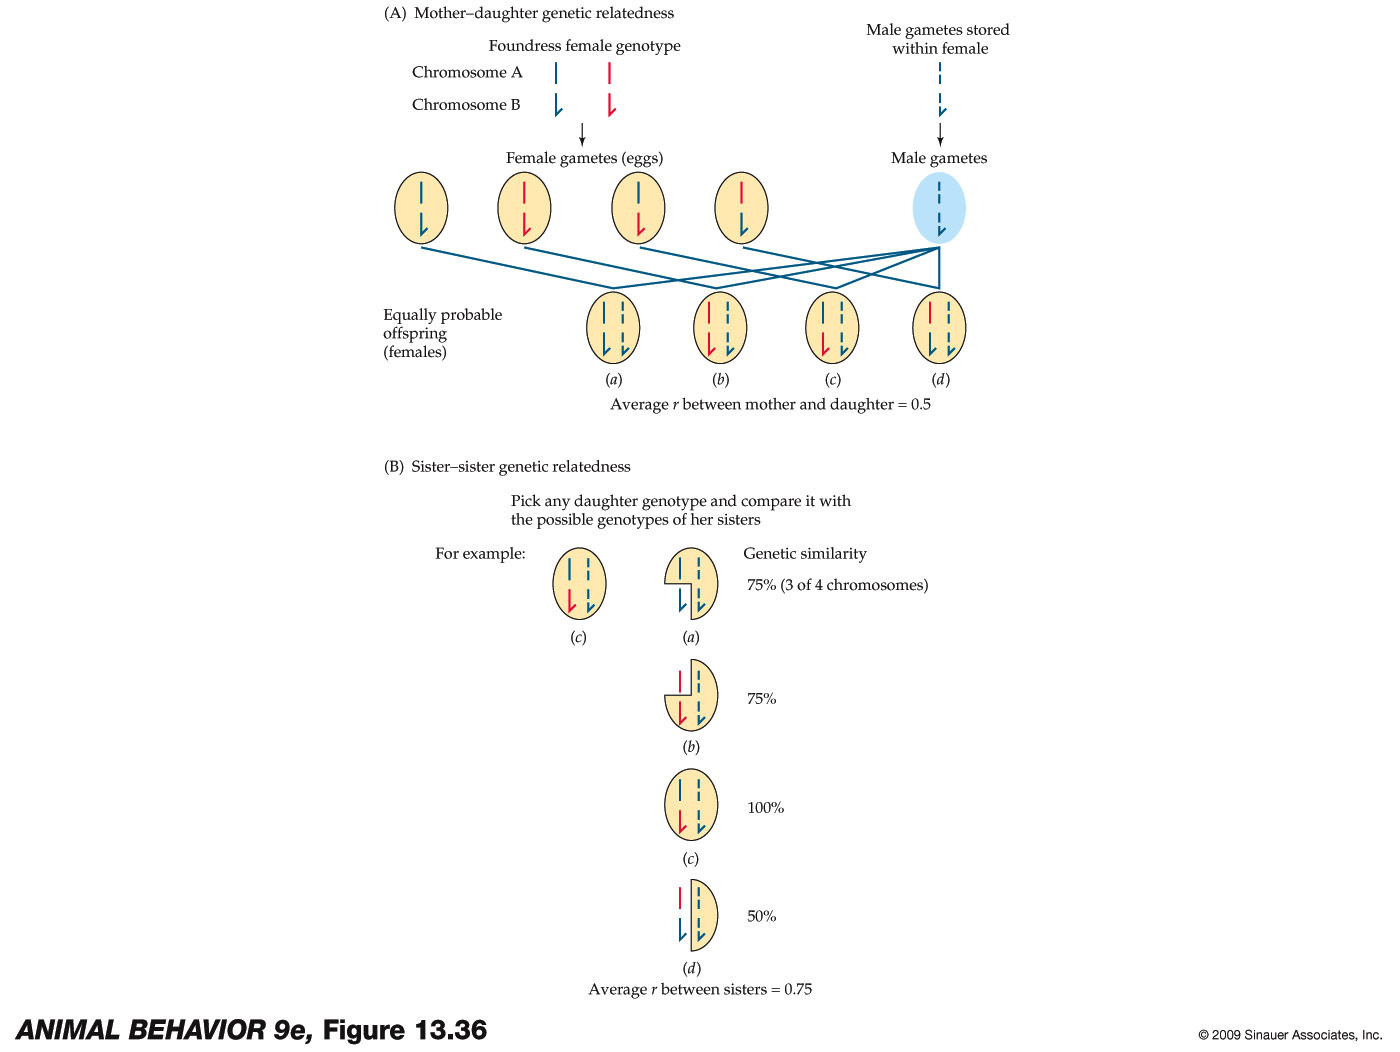 (A) Mother–daughter genetic relatedness
Foundress female genotype
Male gametes stored
within female
Chromosome A
Chromosome B
Female gametes (eggs)
Male gametes
Equally probable
offspring
(females)
(a)
(b)
(c)
(d)
Average r between mother and daughter = 0.5
(B) Sister–sister genetic relatedness
Pick any daughter genotype and compare it with
the possible genotypes of her sisters
For example:
Genetic similarity
75% (3 of 4 chromosomes)
(c)
(a)
75%
(b)
100%
(c)
50%
(d)
Average r between sisters = 0.75
ANIMAL BEHAVIOR 9e, Figure 13.36
© 2009 Sinauer Associates, Inc.